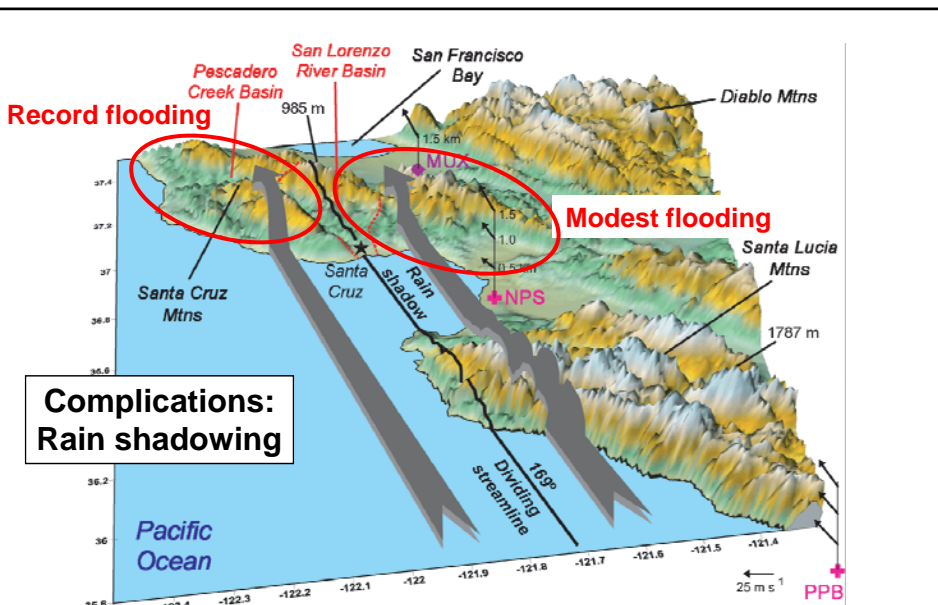 San Lorenzo
River Basin
San Francisco
Bay
Pescadero
Creek Basin
Diablo Mtns
Record flooding
985 m
1.5 km
MUX
37.4
Modest flooding
1.5
37.2
1.0
Santa Lucia
Mtns
0.5 km
37
Santa
Cruz
Rain
shadow
NPS
Santa Cruz
Mtns
36.8
1787 m
Complications:
Rain shadowing
169º
Dividing
streamline
36.2
Pacific
Ocean
36
-122.3
-122.2
-122.1
-122
-121.9
-121.8
-121.7
-121.6
-121.5
-121.4
25 m s-1
PPB